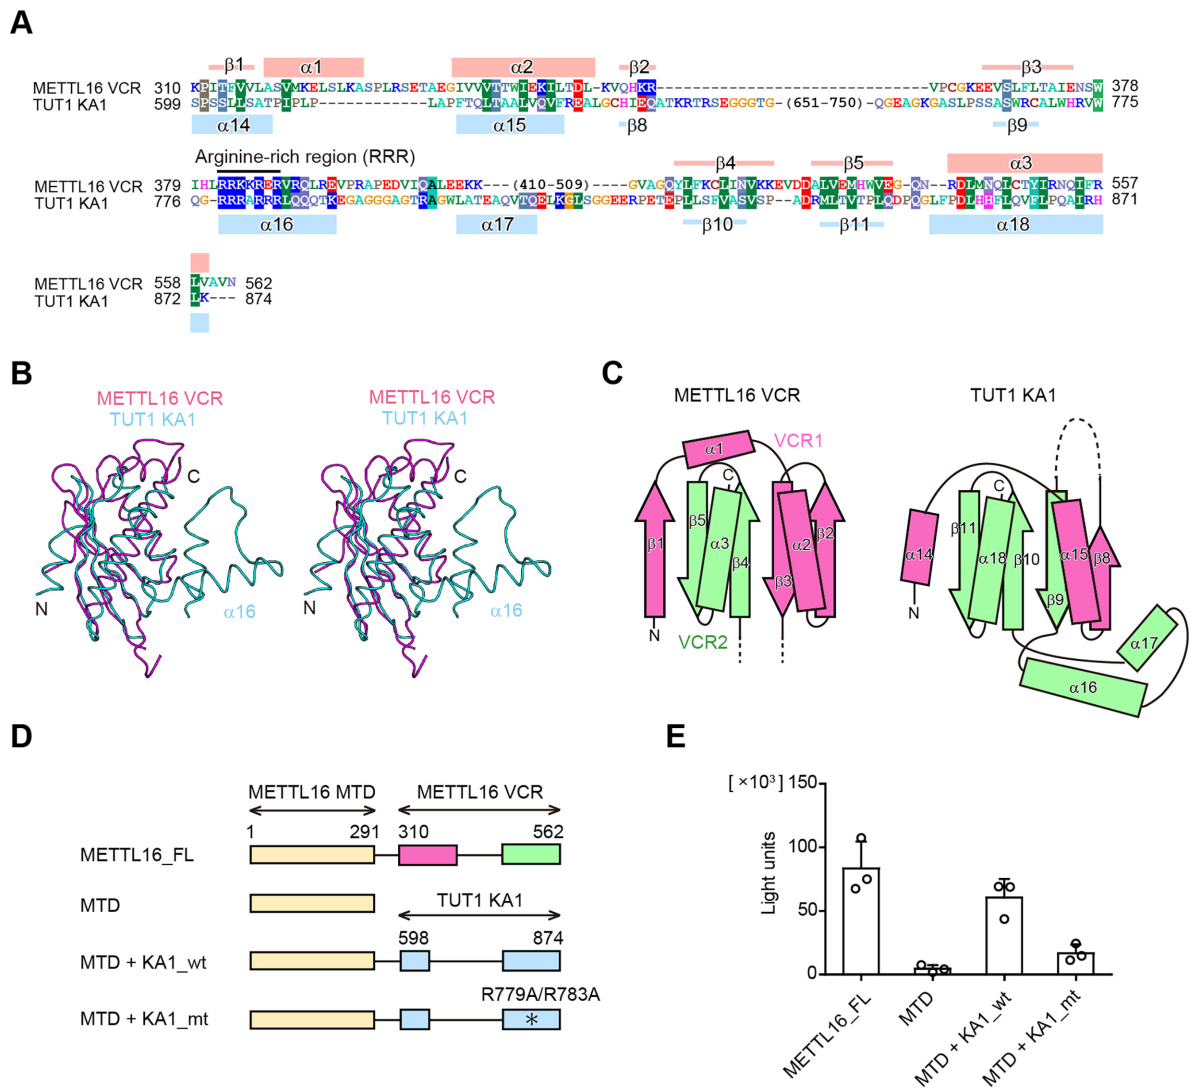 A
β1 α1 α2 β2 β3
METTL16 VCR 310 KPITFVVLASVMKELSLKASPLRSETAEGIVVVTTWIEKILTDL-KVQHKR------------------------------VPCGKEEVSLFLTAIENSW 378
TUT1 KA1 599 SPSSLLSATPIPLP------------LAPFTQLTAALVQVFREALGCHIEQATKRTRSEGGGTG-(651-750)-QGEAGKGASLPSSASWRCALWHRVW 775
α14 α15 β8 β9
Arginine-rich region (RRR)
β4 β5 α3
METTL16 VCR 379 IHLRRKKRERVRQLREVPRAPEDVIQALEEKK---(410-509)----GVAGQYLFKCLINVKKEVDDALVEMHWVEG-QN--RDLMNQLCTYIRNQIFR 557
TUT1 KA1 776 QG-RRRARRRLQQQTKEGAGGGAGTRAGWLATEAQVTQELKGLSGGEERPETEPLLSFVASVSP--ADRMLTVTPLQDPQGLFPDLHHFLQVFLPQAIRH 871
α16 α17 β10 β11 α18
METTL16 VCR 558 LVAVN 562
TUT1 KA1 872 LK--- 874
B
METTL16 VCR
TUT1 KA1
C
N
α16
METTL16 VCR
TUT1 KA1
C
N
α16
C
METTL16 VCR
VCR1
α1
C
β1 β5 α3 β4 β3 α2 β2
N
VCR2
TUT1 KA1
C
α14 β11 α18 β10 β9 α15 β8
N
α17
α16
D
METTL16 MTD METTL16 VCR
1 291 310 562
METTL16_FL
MTD
TUT1 KA1
598 874
MTD + KA1_wt
R779A/R783A
MTD + KA1_mt *
E
[ ×10³ ] 150
100
50
0
Light units
METTL16_FL
MTD
MTD + KA1_wt
MTD + KA1_mt